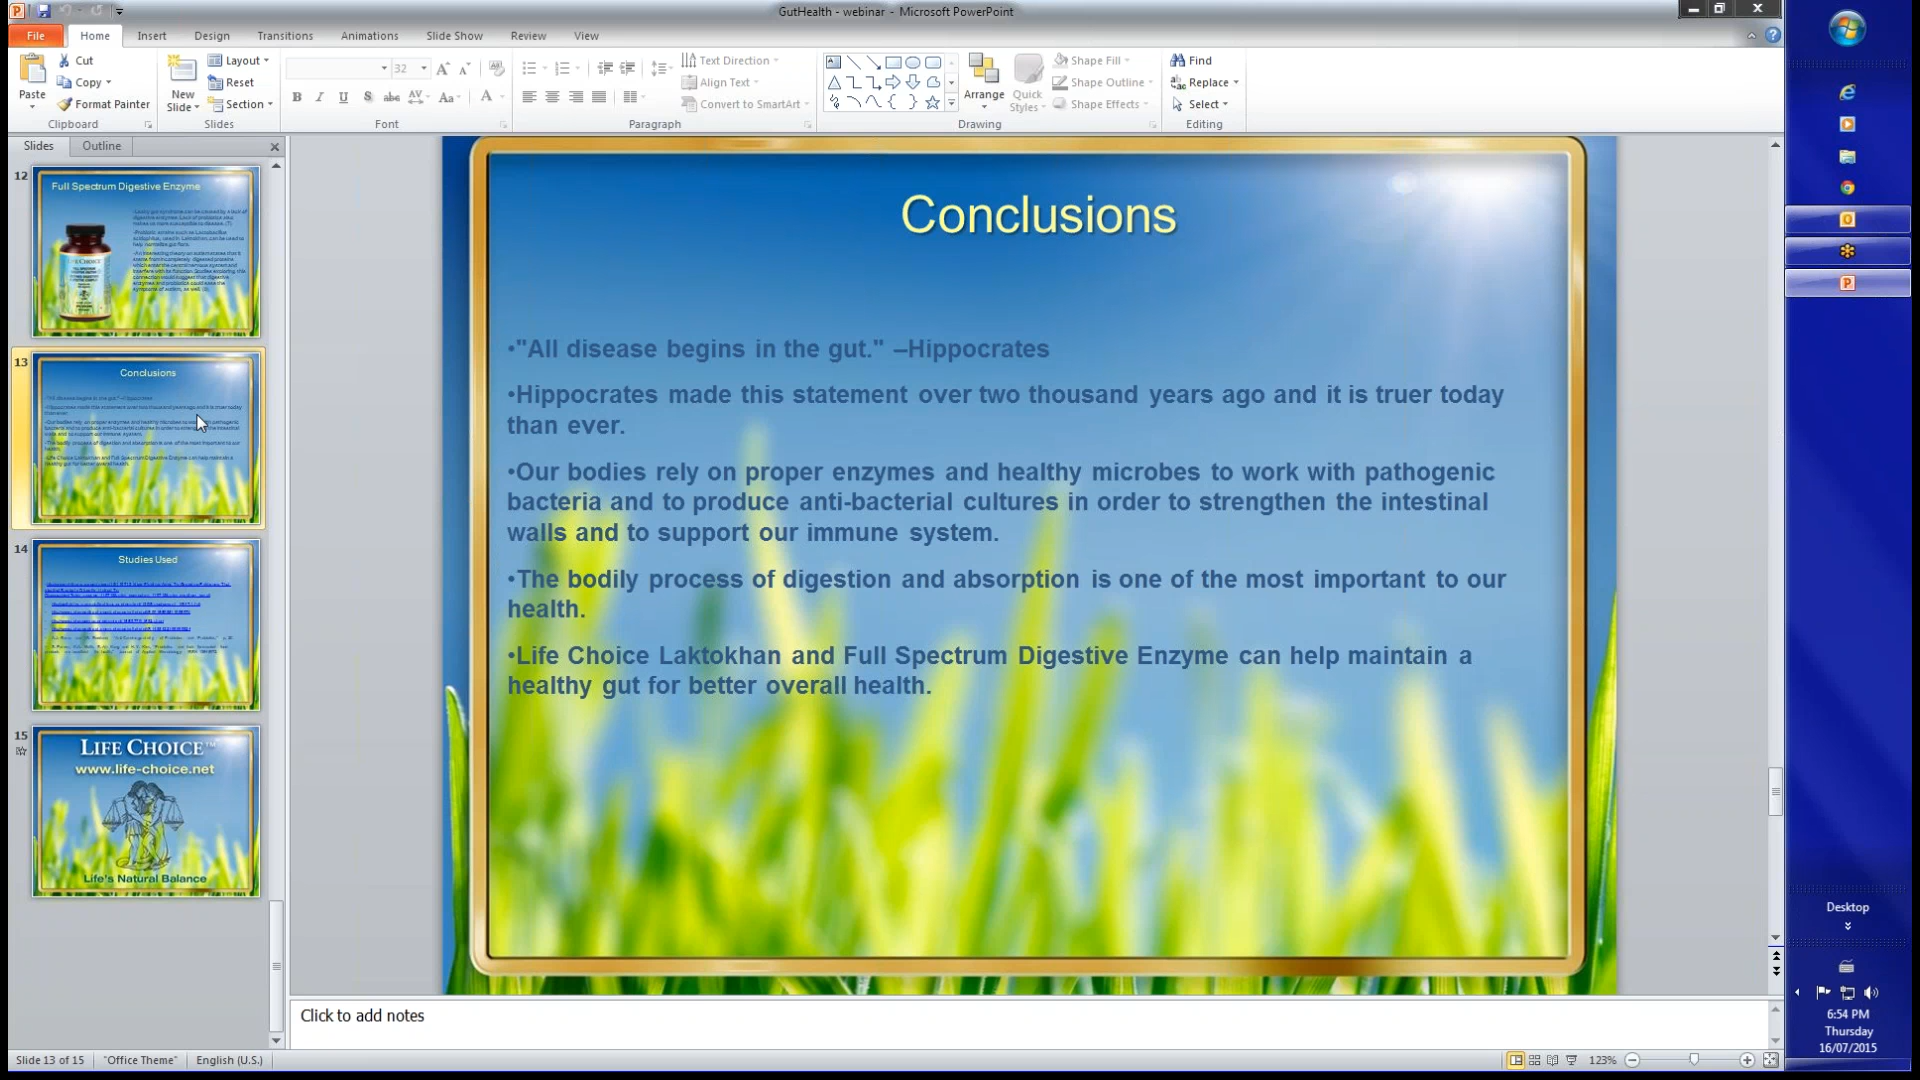 GutHealth - webinar - Microsoft PowerPoint
File Home Insert Design Transitions Animations Slide Show Review View
Paste
Cut
Copy
Format Painter
Clipboard
New Slide
Layout
Reset
Section
Slides
32
Font
Text Direction
Align Text
Convert to SmartArt
Paragraph
Arrange
Quick Styles
Shape Fill
Shape Outline
Shape Effects
Drawing
Find
Replace
Select
Editing
Slides Outline
12
Full Spectrum Digestive Enzyme
13
Conclusions
14
Studies Used
15
LIFE CHOICE™
www.life-choice.net
Life's Natural Balance
Conclusions
•"All disease begins in the gut." –Hippocrates
•Hippocrates made this statement over two thousand years ago and it is truer today
than ever.
•Our bodies rely on proper enzymes and healthy microbes to work with pathogenic
bacteria and to produce anti-bacterial cultures in order to strengthen the intestinal
walls and to support our immune system.
•The bodily process of digestion and absorption is one of the most important to our
health.
•Life Choice Laktokhan and Full Spectrum Digestive Enzyme can help maintain a
healthy gut for better overall health.
Click to add notes
Slide 13 of 15 "Office Theme" English (U.S.) 123%
Desktop
6:54 PM
Thursday
16/07/2015